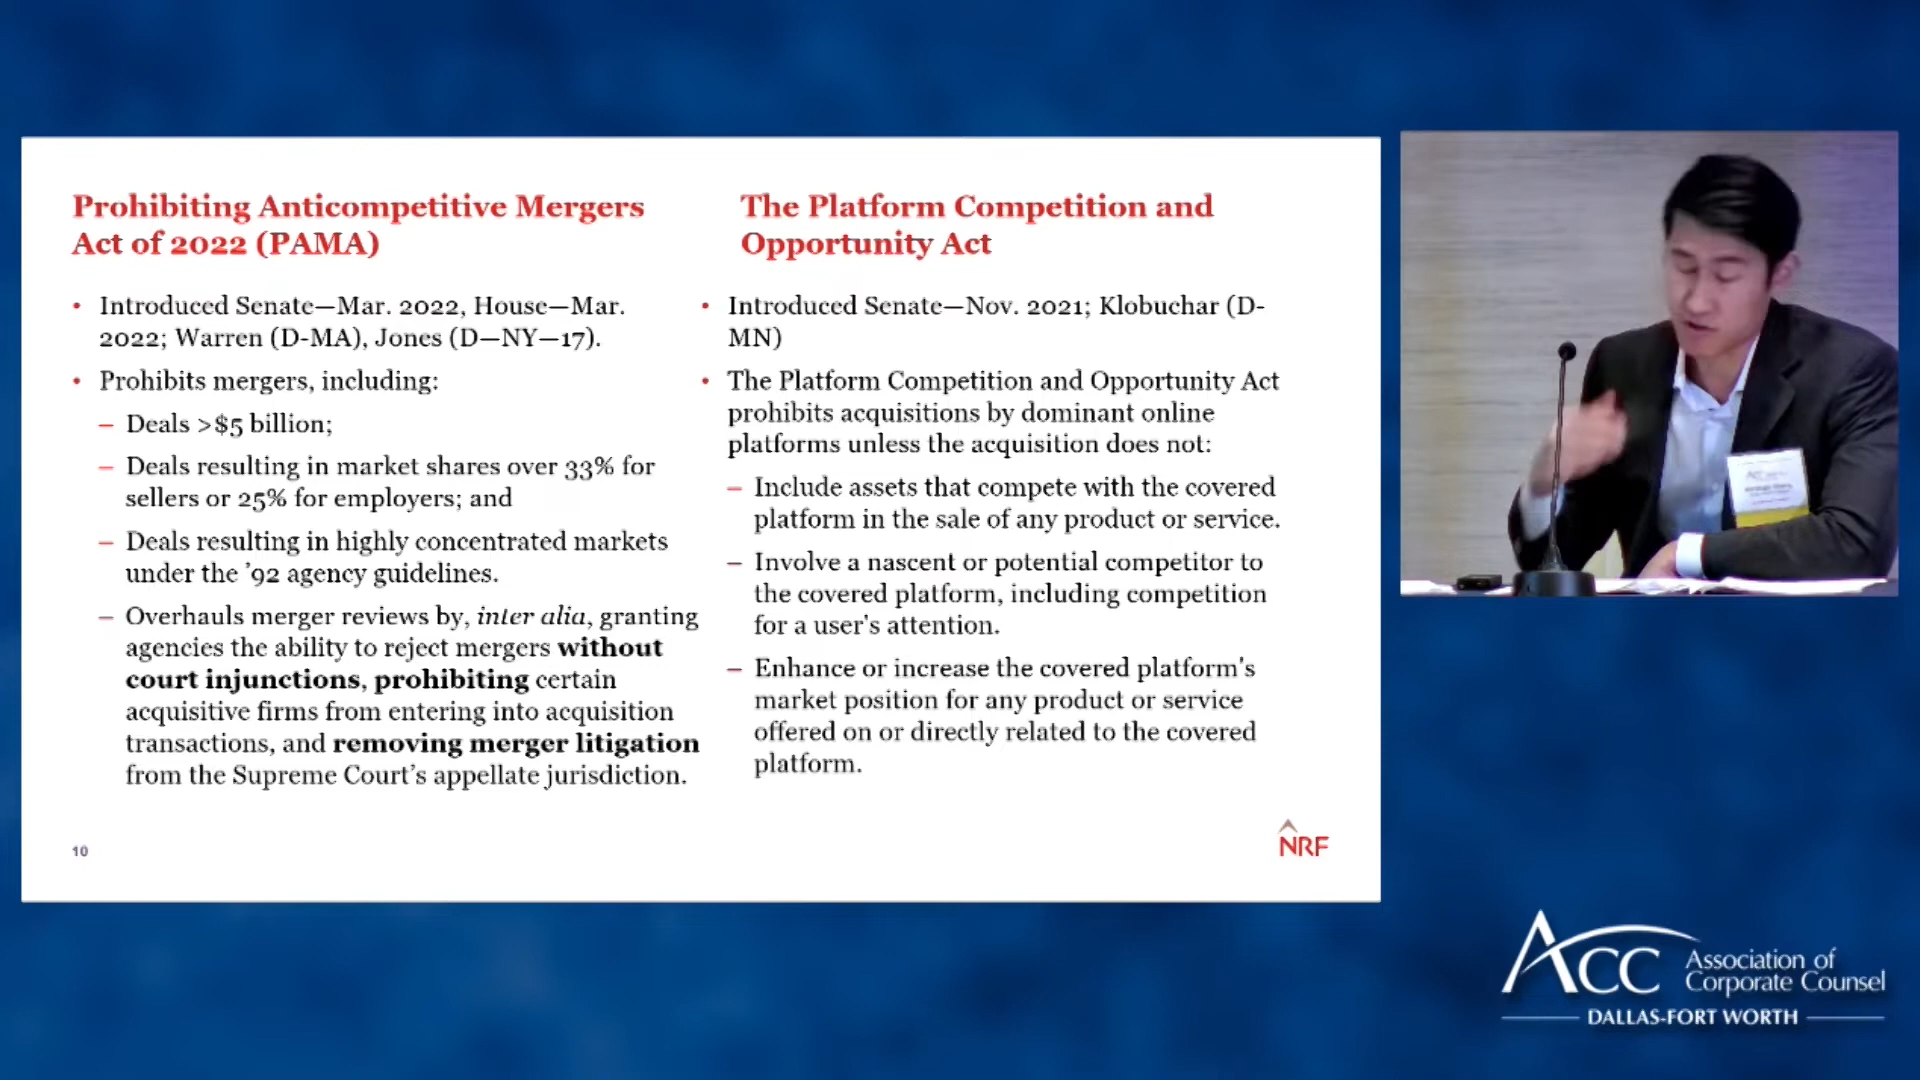 Prohibiting Anticompetitive Mergers
Act of 2022 (PAMA)
• Introduced Senate—Mar. 2022, House—Mar.
2022; Warren (D-MA), Jones (D—NY—17).
• Prohibits mergers, including:
– Deals >$5 billion;
– Deals resulting in market shares over 33% for
sellers or 25% for employers; and
– Deals resulting in highly concentrated markets
under the ’92 agency guidelines.
– Overhauls merger reviews by, inter alia, granting
agencies the ability to reject mergers without
court injunctions, prohibiting certain
acquisitive firms from entering into acquisition
transactions, and removing merger litigation
from the Supreme Court’s appellate jurisdiction.
The Platform Competition and
Opportunity Act
• Introduced Senate—Nov. 2021; Klobuchar (D-
MN)
• The Platform Competition and Opportunity Act
prohibits acquisitions by dominant online
platforms unless the acquisition does not:
– Include assets that compete with the covered
platform in the sale of any product or service.
– Involve a nascent or potential competitor to
the covered platform, including competition
for a user's attention.
– Enhance or increase the covered platform's
market position for any product or service
offered on or directly related to the covered
platform.
10
NRF
ACC
Association of
Corporate Counsel
DALLAS-FORT WORTH